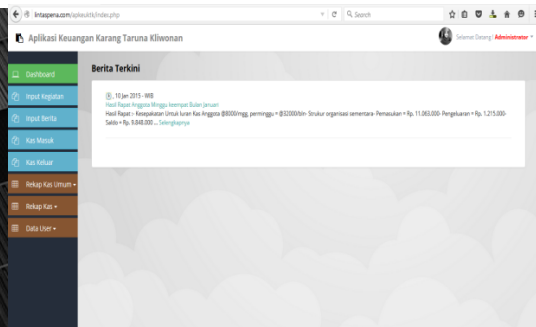 lintaspena.com/apkeuktk/index.php
Search
Aplikasi Keuangan Karang Taruna Kliwonan
Selamat Datang! Administrator
Dashboard
Input Kegiatan
Input Berita
Kas Masuk
Kas Keluar
Rekap Kas Umum
Rekap Kas
Data User
Berita Terkini
, 10 Jan 2015 - WIB
Hasil Rapat Anggota Minggu keempat Bulan Januari
Hasil Rapat :- Kesepakatan Untuk Iuran Kas Anggota @8000/mgg, perminggu = @32000/bln- Struktur organisasi sementara- Pemasukan = Rp. 11.063,000- Pengeluaran = Rp. 1,215.000-
Saldo = Rp. 9.848.000 ... Selengkapnya